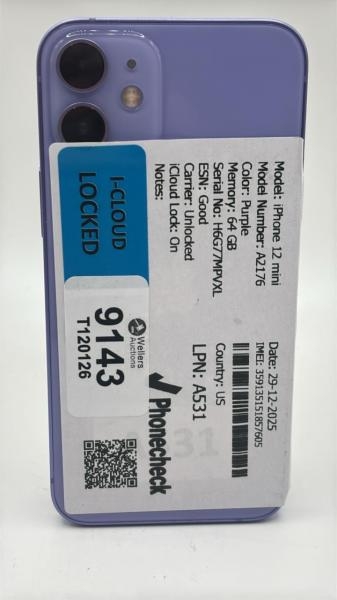 Model: iPhone 12 mini
Model Number: A2176
Color: Purple
Memory: 64 GB
Serial No: H6G77MPVXL
ESN: Good
Carrier: Unlocked
iCloud Lock: On
Notes:
Date: 29-12-2025
IMEI: 359135151857605
Country: US
LPN: A531
Phonecheck
I-CLOUD
LOCKED
Wellers
Auctions
9143
T120126